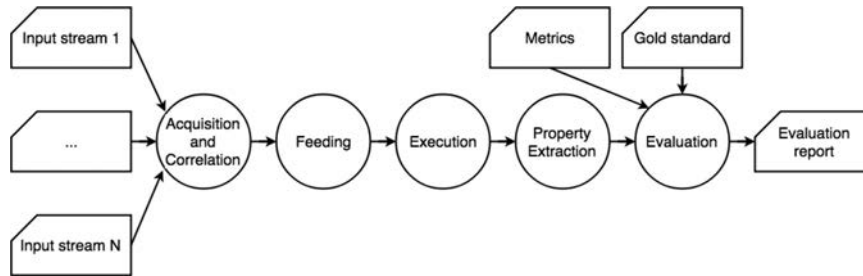 Input stream 1
Metrics
Gold standard
...
Acquisition
and
Correlation
Feeding
Execution
Property
Extraction
Evaluation
Evaluation
report
Input stream N